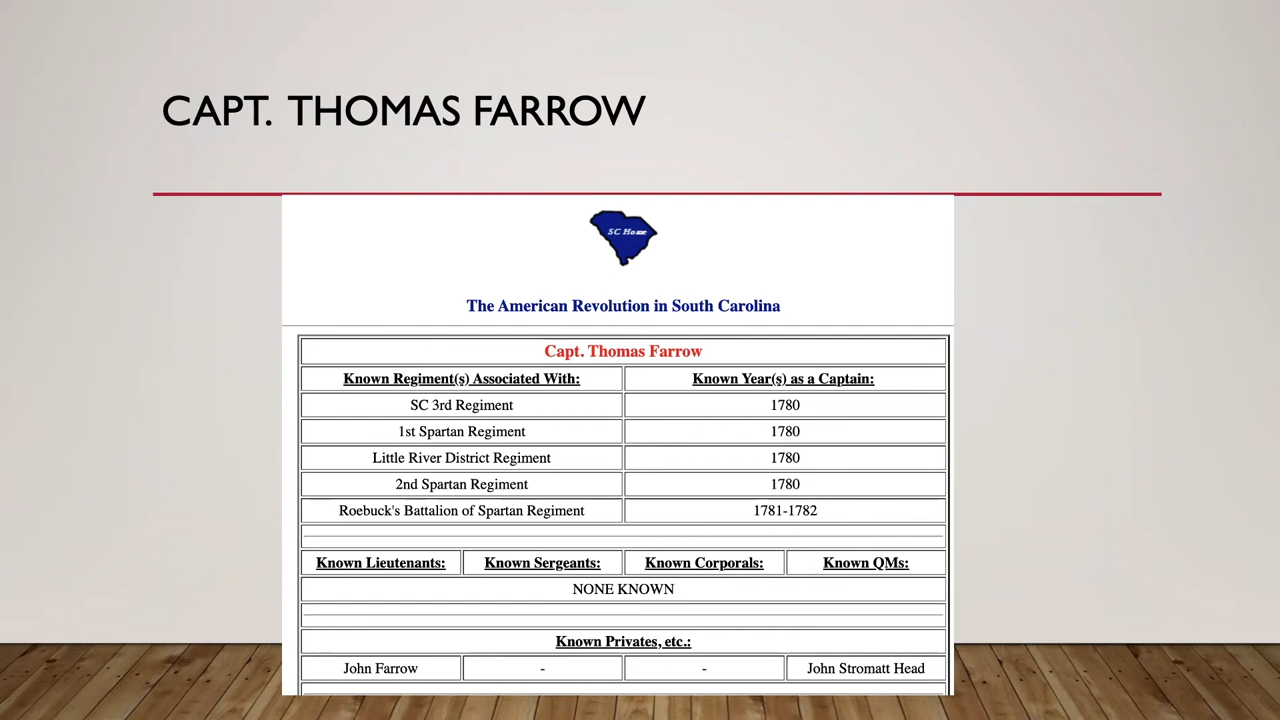 CAPT. THOMAS FARROW
SC Home
The American Revolution in South Carolina
Capt. Thomas Farrow
Known Regiment(s) Associated With: Known Year(s) as a Captain:
SC 3rd Regiment 1780
1st Spartan Regiment 1780
Little River District Regiment 1780
2nd Spartan Regiment 1780
Roebuck's Battalion of Spartan Regiment 1781-1782
Known Lieutenants: Known Sergeants: Known Corporals: Known QMs:
NONE KNOWN
Known Privates, etc.:
John Farrow - - John Stromatt Head